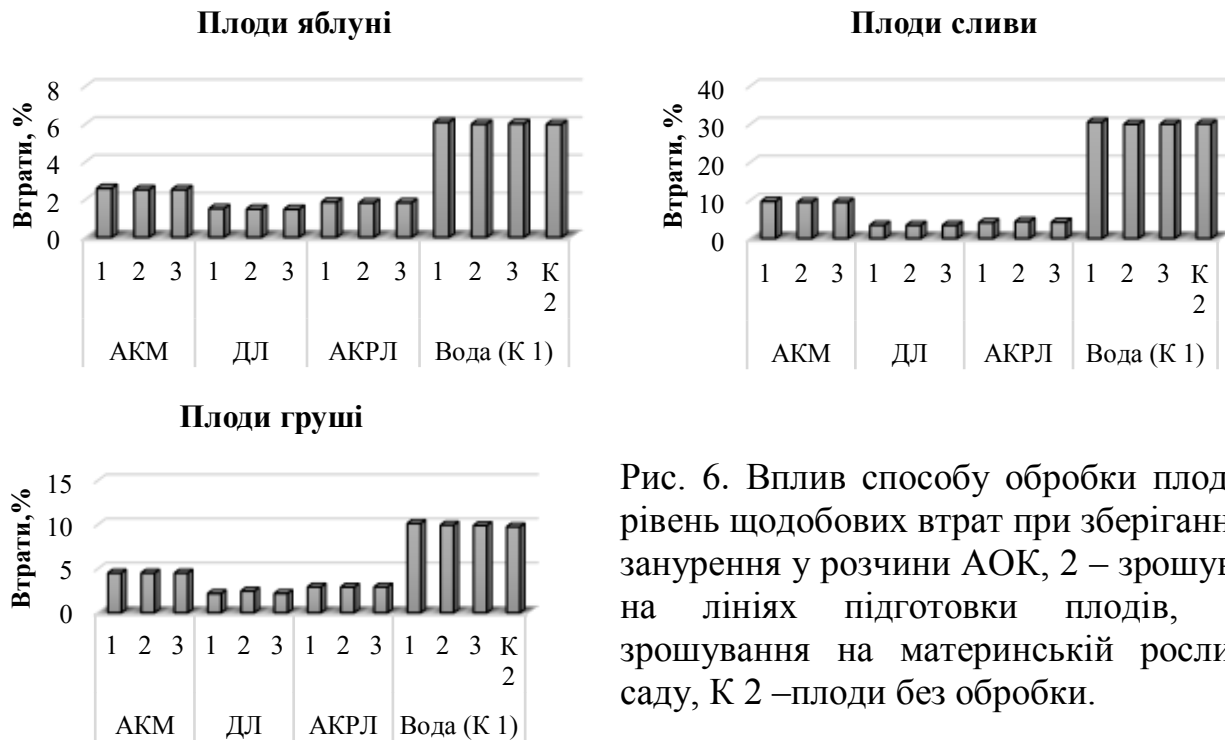 Плоди яблуні
Втрати, %
8
6
4
2
0
1 2 3 1 2 3 1 2 3 1 2 3 К 2
АКМ ДЛ АКРЛ Вода (К 1)
Плоди сливи
Втрати, %
40
30
20
10
0
1 2 3 1 2 3 1 2 3 1 2 3 К 2
АКМ ДЛ АКРЛ Вода (К 1)
Плоди груші
Втрати,%
15
10
5
0
1 2 3 1 2 3 1 2 3 1 2 3 К 2
АКМ ДЛ АКРЛ Вода (К 1)
Рис. 6. Вплив способу обробки
рівень щодобових втрат при
занурення у розчини АОК, 2 –
на лініях підготовки плодів,
зрошування на материнській
саду, К 2 –плоди без обробки.